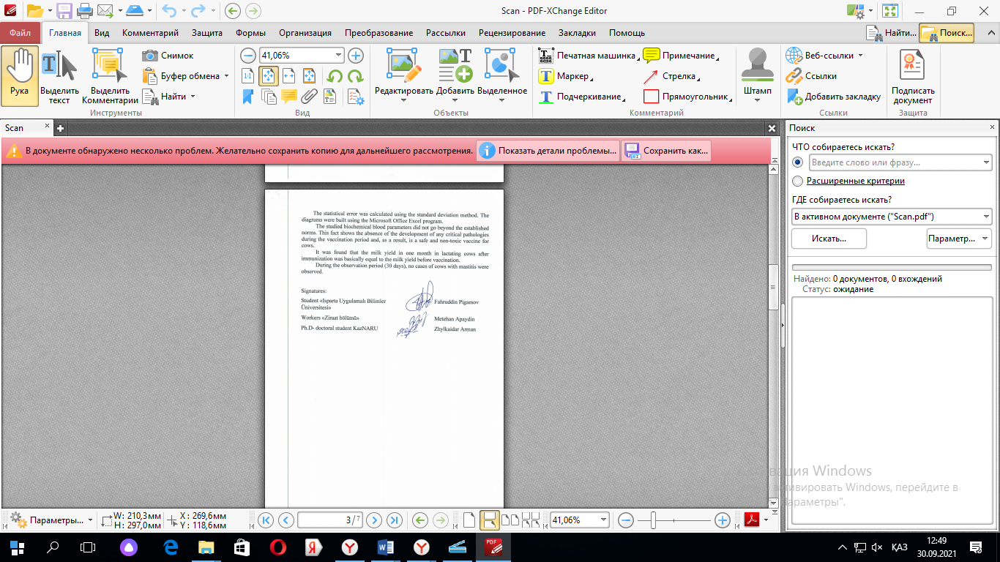 Scan - PDF-XChange Editor
Файл Главная Вид Комментарий Защита Формы Организация Преобразование Рассылки Рецензирование Закладки Помощь Найти... Поиск...
Рука
Выделить текст
Выделить Комментарии
Снимок
Буфер обмена
Найти
Инструменты
41,06%
1:1
Вид
Редактировать
Добавить
Выделенное
Объекты
Печатная машинка
Маркер
Подчеркивание
Примечание
Стрелка
Прямоугольник
Штамп
Комментарий
Веб-ссылки
Ссылки
Добавить закладку
Ссылки
Подписать документ
Защита
Scan
В документе обнаружено несколько проблем. Желательно сохранить копию для дальнейшего рассмотрения. Показать детали проблемы... Сохранить как...
The statistical error was calculated using the standard deviation method. The
diagrams were built using the Microsoft Office Excel program.
The studied biochemical blood parameters did not go beyond the established
norms. This fact shows the absence of the development of any critical pathologies
during the vaccination period and, as a result, is a safe and non-toxic vaccine for
cows.
It was found that the milk yield in one month in lactating cows after
immunization was basically equal to the milk yield before vaccination.
During the observation period (30 days), no cases of cows with mastitis were
observed.
Signatures:
Student «Isparta Uygulamalı Bilimler Fahruddin Pigamov
Üniversitesi»
Workers «Ziraat bölümü» Metehan Apaydin
Ph.D- doctoral student KazNARU Zhylkaidar Arman
Поиск
ЧТО собираетесь искать?
Введите слово или фразу...
Расширенные критерии
ГДЕ собираетесь искать?
В активном документе ("Scan.pdf")
Искать... Параметр...
Найдено: 0 документов, 0 вхождений
Статус: ожидание
вация Windows
активировать Windows, перейдите в
Параметры".
Параметры... W: 210,3мм X : 269,6мм 3 / 7 41,06%
H: 297,0мм Y : 118,6мм
PDF
ҚАЗ
12:49
30.09.2021